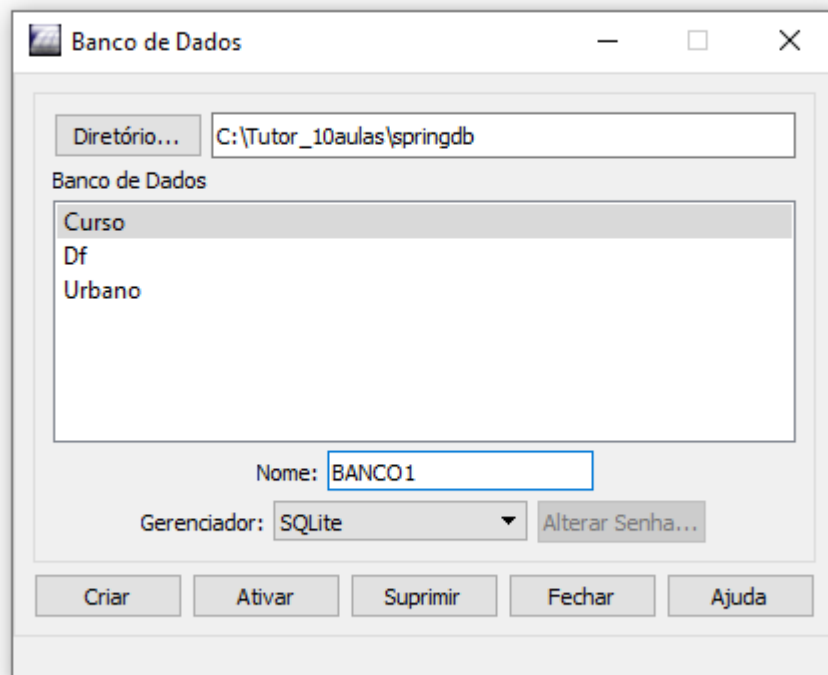 Banco de Dados
Diretório... C:\Tutor_10aulas\springdb
Banco de Dados
Curso
Df
Urbano
Nome: BANCO1
Gerenciador: SQLite Alterar Senha...
Criar Ativar Suprimir Fechar Ajuda